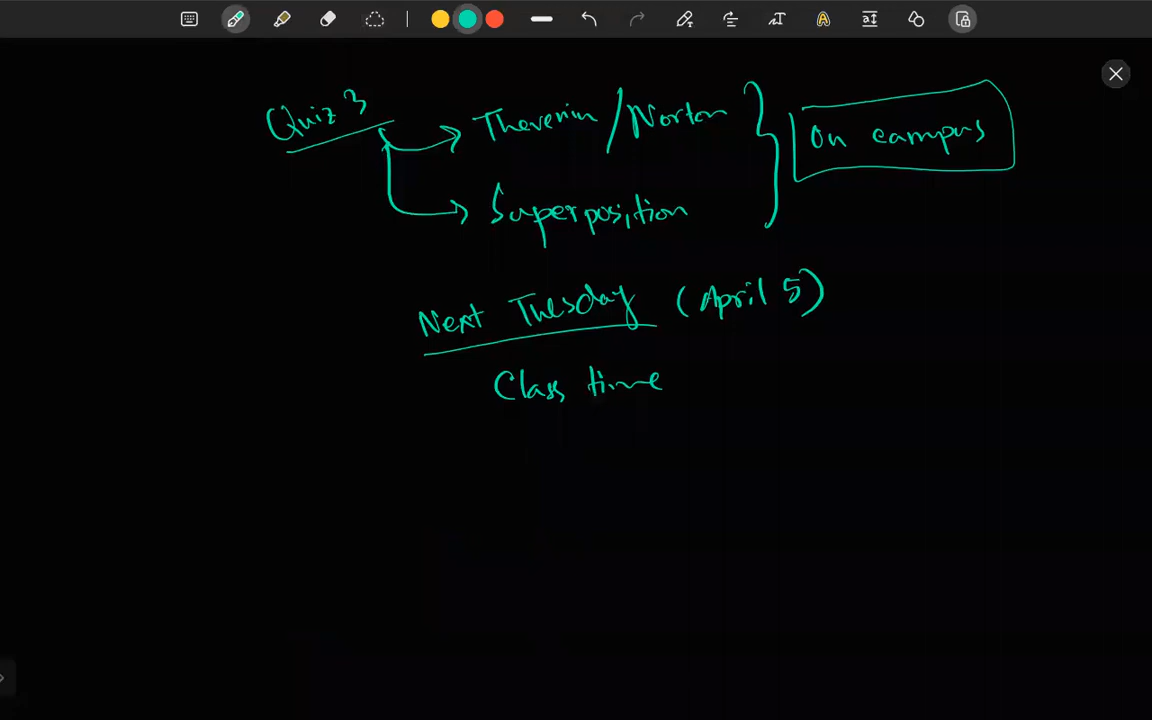 Quiz 3
Thevenin / Norton
On campus
Superposition
Next Tuesday (April 5)
Class time